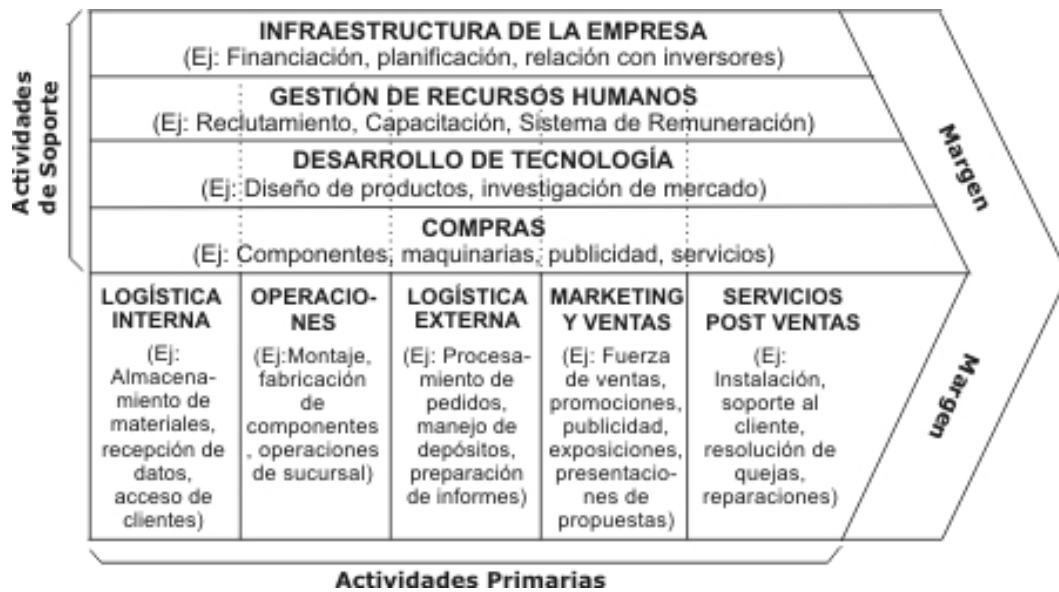 Actividades
de Soporte
INFRAESTRUCTURA DE LA EMPRESA
(Ej: Financiación, planificación, relación con inversores)
GESTIÓN DE RECURSOS HUMANOS
(Ej: Reclutamiento, Capacitación, Sistema de Remuneración)
DESARROLLO DE TECNOLOGÍA
(Ej: Diseño de productos, investigación de mercado)
COMPRAS
(Ej: Componentes, maquinarias, publicidad, servicios)
Margen
LOGÍSTICA
INTERNA
(Ej:
Almacena-
miento de
materiales,
recepción de
datos,
acceso de
clientes)
OPERACIO-
NES
(Ej:Montaje,
fabricación
de
componentes
, operaciones
de sucursal)
LOGÍSTICA
EXTERNA
(Ej: Procesa-
miento de
pedidos,
manejo de
depósitos,
preparación
de informes)
MARKETING
Y VENTAS
(Ej: Fuerza
de ventas,
promociones,
publicidad,
exposiciones,
presentacio-
nes de
propuestas)
SERVICIOS
POST VENTAS
(Ej:
Instalación,
soporte al
cliente,
resolución de
quejas,
reparaciones)
Margen
Actividades Primarias